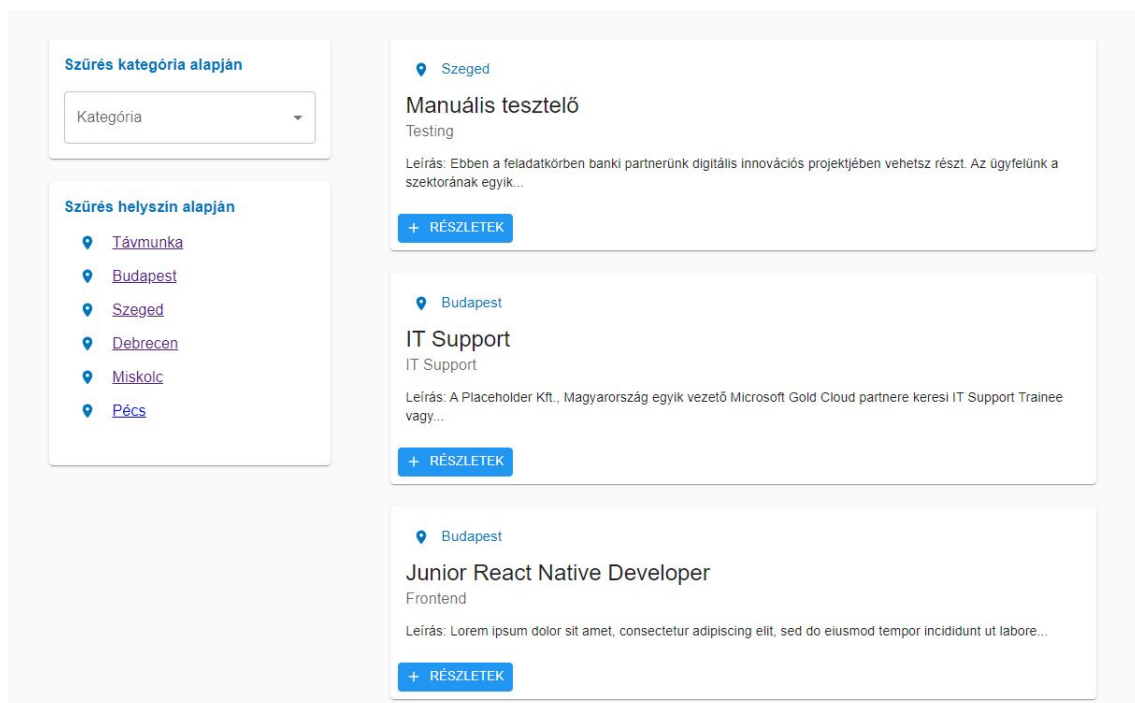 Szűrés kategória alapján
Kategória
Szűrés helyszín alapján
Távmunka
Budapest
Szeged
Debrecen
Miskolc
Pécs
Szeged
Manuális tesztelő
Testing
Leírás: Ebben a feladatkörben banki partnerünk digitális innovációs projektjében vehetsz részt. Az ügyfelünk a
szektorának egyik...
+ RÉSZLETEK
Budapest
IT Support
IT Support
Leírás: A Placeholder Kft., Magyarország egyik vezető Microsoft Gold Cloud partnere keresi IT Support Trainee
vagy...
+ RÉSZLETEK
Budapest
Junior React Native Developer
Frontend
Leírás: Lorem ipsum dolor sit amet, consectetur adipiscing elit, sed do eiusmod tempor incididunt ut labore...
+ RÉSZLETEK